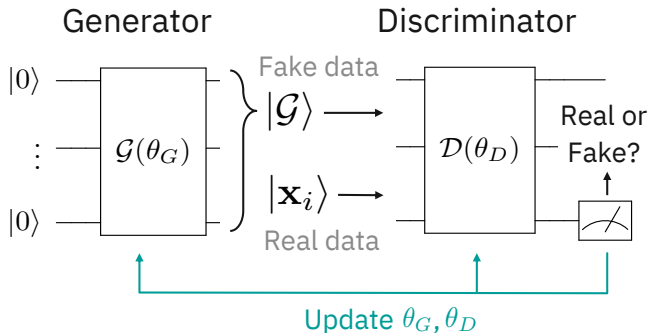 Generator
Discriminator
|0⟩
⋮
|0⟩
𝒢(θ_G)
Fake data
|𝒢⟩
|𝐱_i⟩
Real data
𝒟(θ_D)
Real or
Fake?
Update θ_G, θ_D